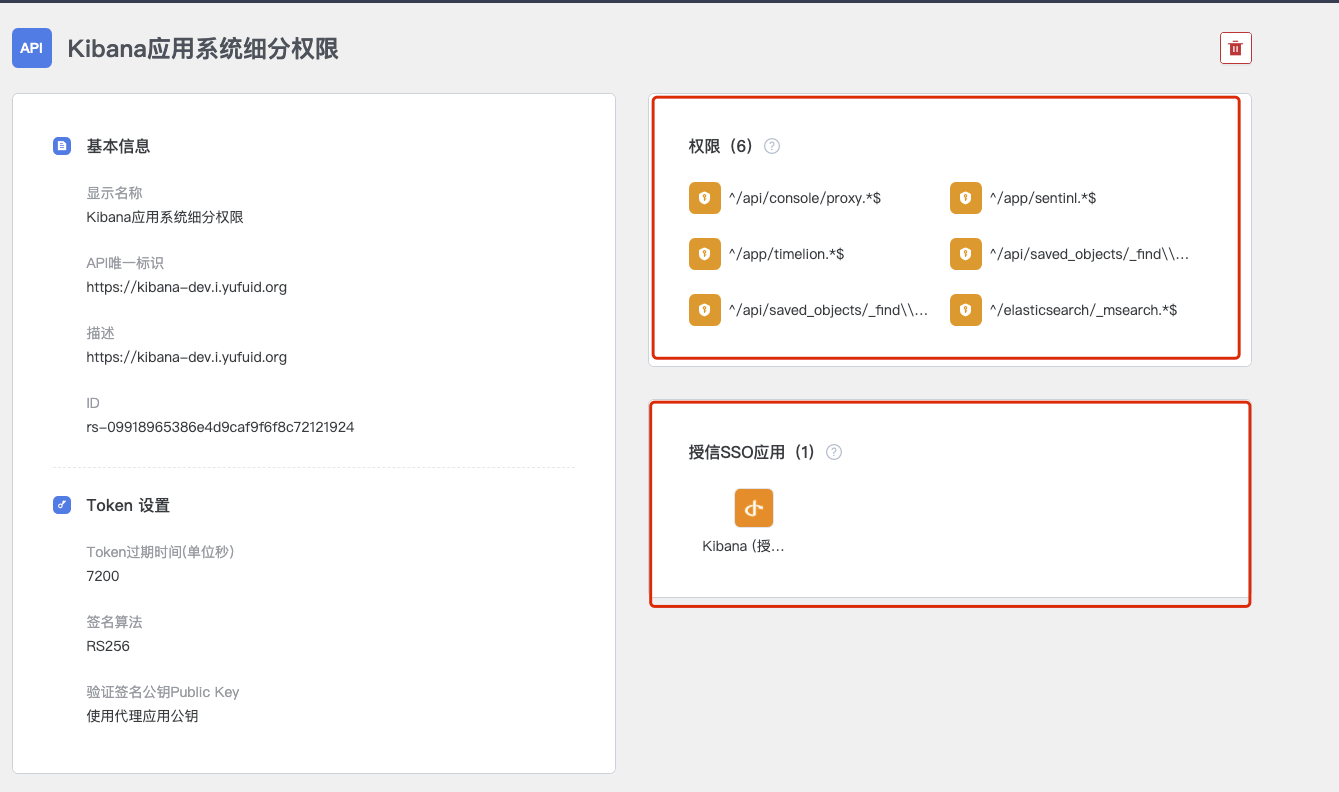 API
Kibana应用系统细分权限
基本信息
显示名称
Kibana应用系统细分权限
API唯一标识
https://kibana-dev.i.yufuid.org
描述
https://kibana-dev.i.yufuid.org
ID
rs-09918965386e4d9caf9f6f8c72121924
Token 设置
Token过期时间(单位秒)
7200
签名算法
RS256
验证签名公钥Public Key
使用代理应用公钥
权限（6） ?
^/api/console/proxy.*$
^/app/sentinl.*$
^/app/timelion.*$
^/api/saved_objects/_find\\...
^/api/saved_objects/_find\\...
^/elasticsearch/_msearch.*$
授信SSO应用（1） ?
Kibana (授...